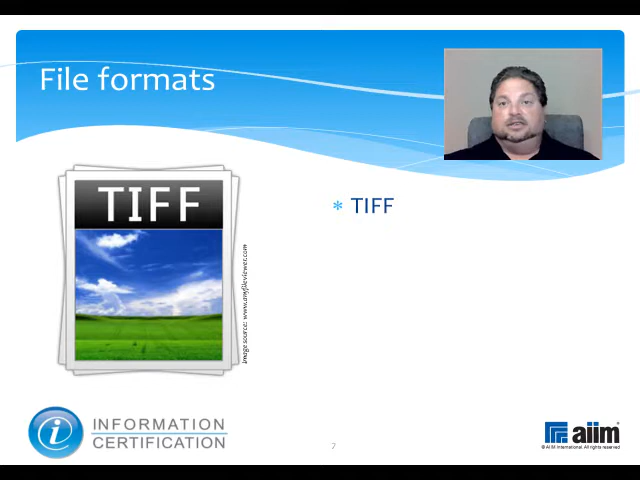 File formats
TIFF
* TIFF
image source: www.anyfileviewer.com
i INFORMATION
CERTIFICATION
7
aiim
© AIIM International. All rights reserved